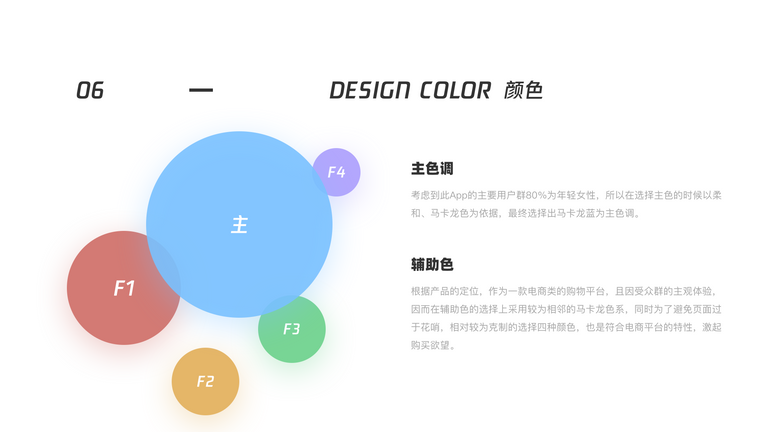 06 — DESIGN COLOR 颜色
F4
主
F1
F3
F2
主色调
考虑到此App的主要用户群80%为年轻女性，所以在选择主色的时候以柔
和、马卡龙色为依据，最终选择出马卡龙蓝为主色调。
辅助色
根据产品的定位，作为一款电商类的购物平台，且因受众群的主观体验，
因而在辅助色的选择上采用较为相邻的马卡龙色系，同时为了避免页面过
于花哨，相对较为克制的选择四种颜色，也是符合电商平台的特性，激起
购买欲望。